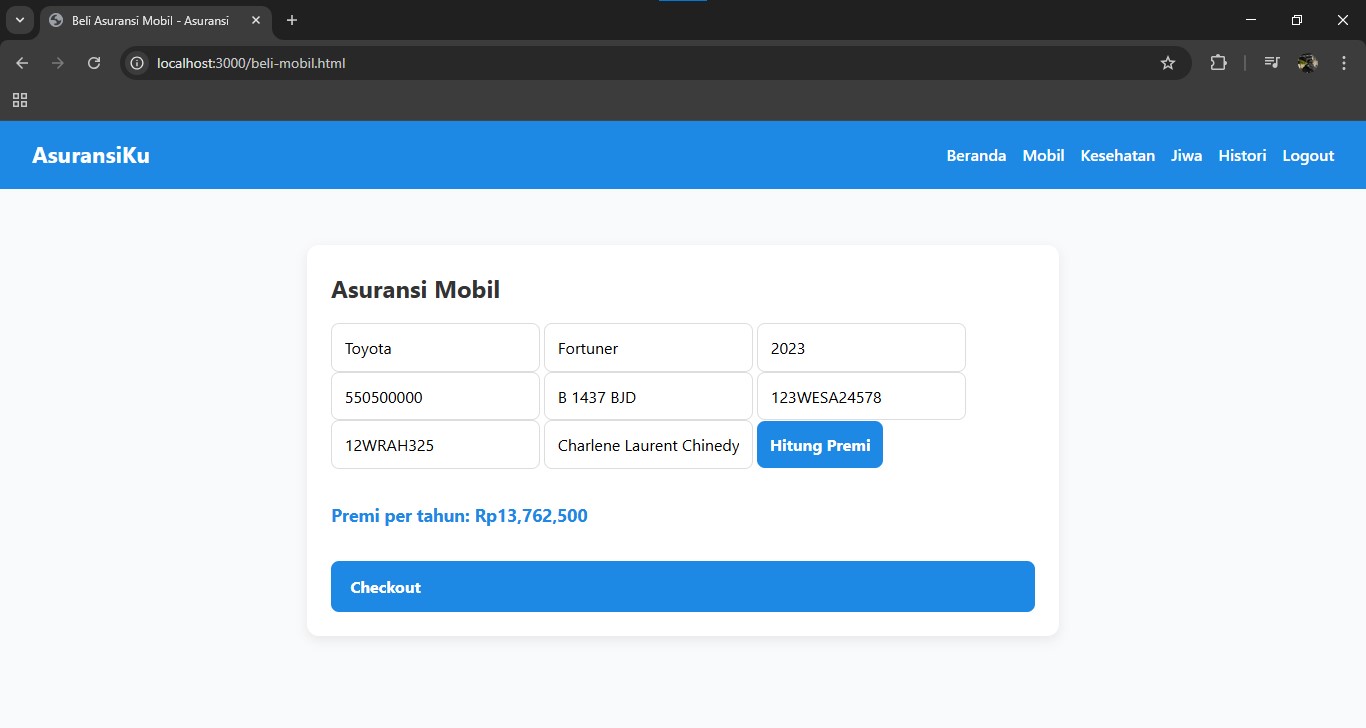 Beli Asuransi Mobil - Asuransi
localhost:3000/beli-mobil.html
AsuransiKu
Beranda Mobil Kesehatan Jiwa Histori Logout
Asuransi Mobil
Toyota Fortuner 2023
550500000 B 1437 BJD 123WESA24578
12WRAH325 Charlene Laurent Chinedy Hitung Premi
Premi per tahun: Rp13,762,500
Checkout